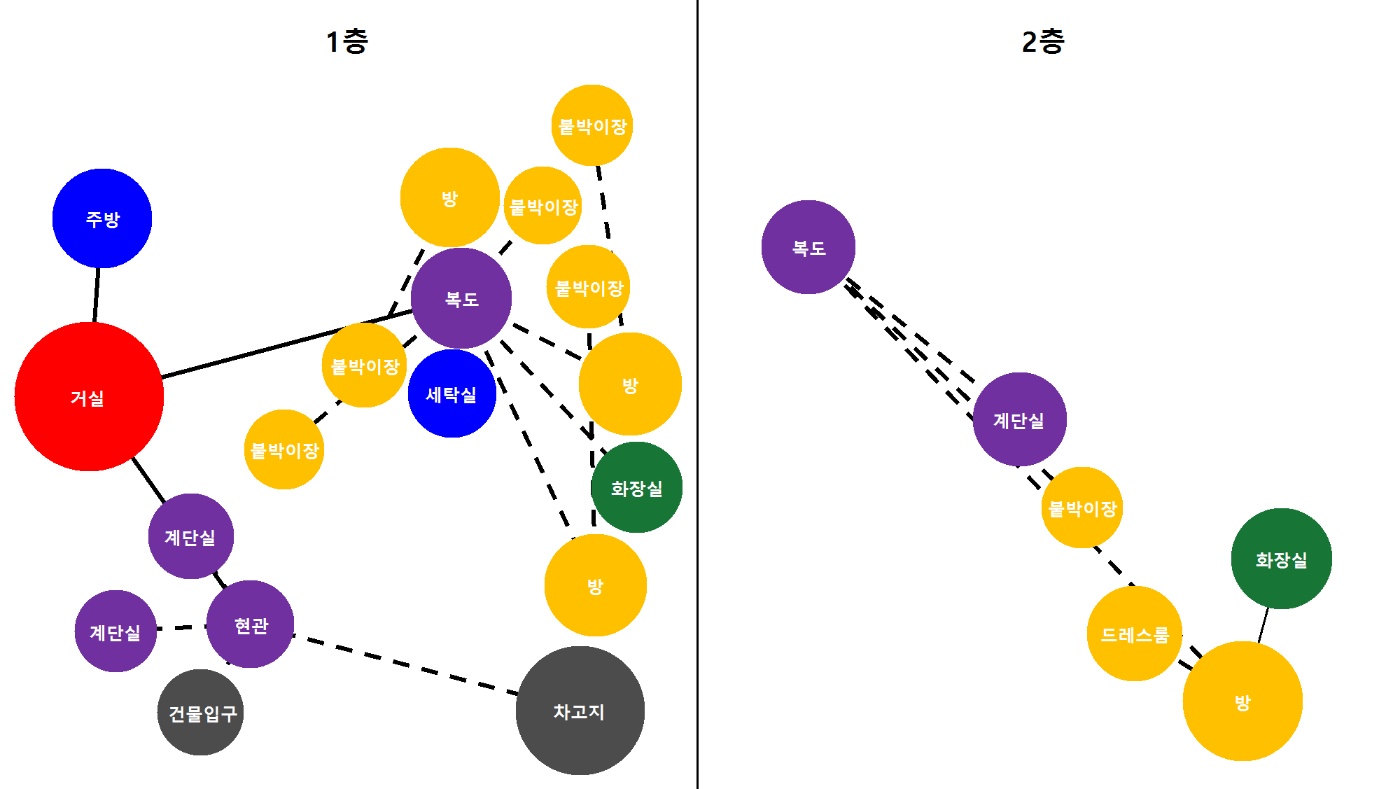 1층
2층
붙박이장
방
붙박이장
주방
복도
붙박이장
붙박이장
세탁실
방
거실
붙박이장
화장실
계단실
방
계단실
현관
건물입구
차고지
복도
계단실
붙박이장
화장실
드레스룸
방